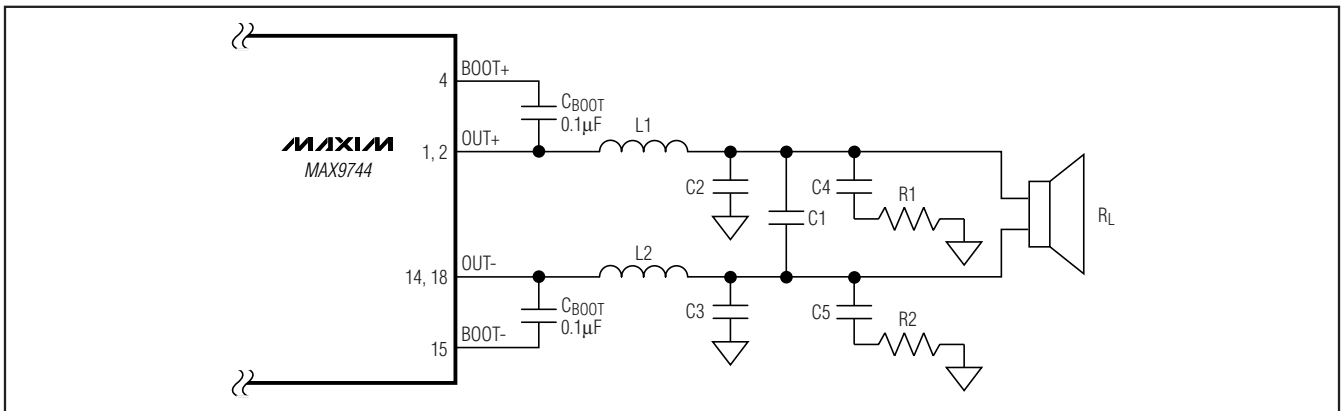 BOOT+
4
CBOOT
0.1µF
L1
MAXIM
OUT+
1, 2
MAX9744
C2
C4
R1
C1
RL
L2
OUT-
14, 18
C3
C5
R2
CBOOT
0.1µF
BOOT-
15